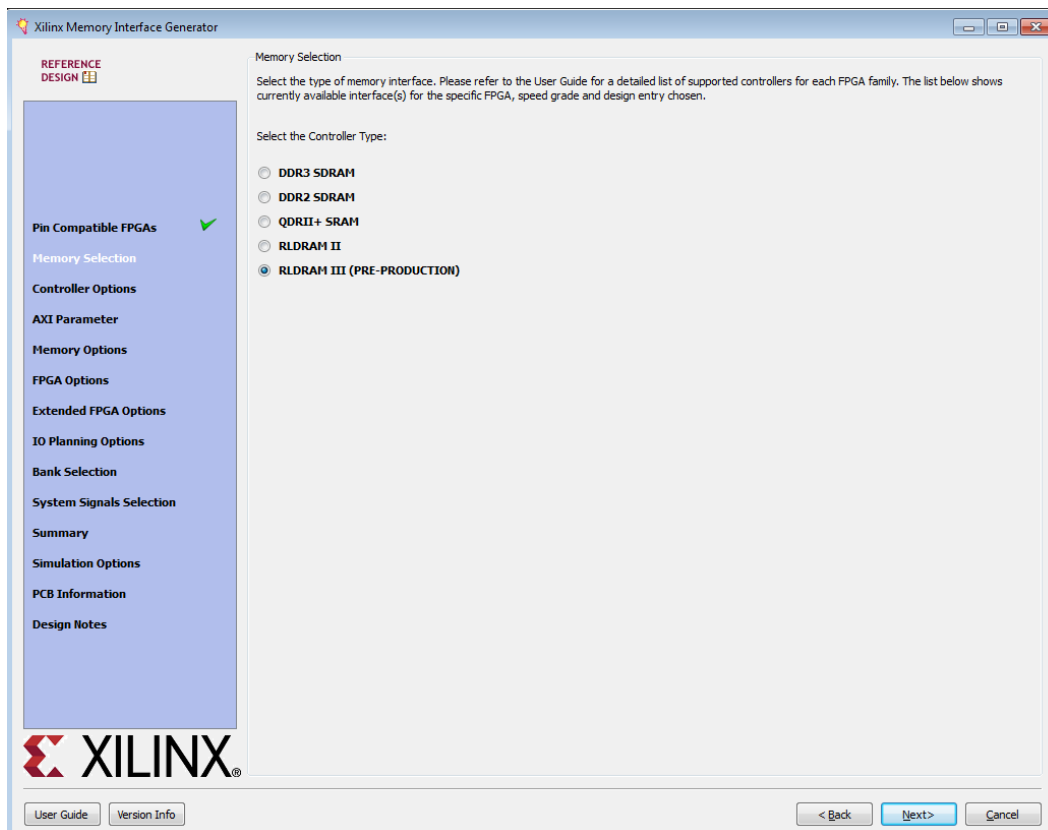 Xilinx Memory Interface Generator
REFERENCE
DESIGN
Pin Compatible FPGAs
Memory Selection
Controller Options
AXI Parameter
Memory Options
FPGA Options
Extended FPGA Options
IO Planning Options
Bank Selection
System Signals Selection
Summary
Simulation Options
PCB Information
Design Notes
XILINX®
Memory Selection
Select the type of memory interface. Please refer to the User Guide for a detailed list of supported controllers for each FPGA family. The list below shows
currently available interface(s) for the specific FPGA, speed grade and design entry chosen.
Select the Controller Type:
DDR3 SDRAM
DDR2 SDRAM
QDRII+ SRAM
RLDRAM II
RLDRAM III (PRE-PRODUCTION)
User Guide
Version Info
< Back
Next>
Cancel